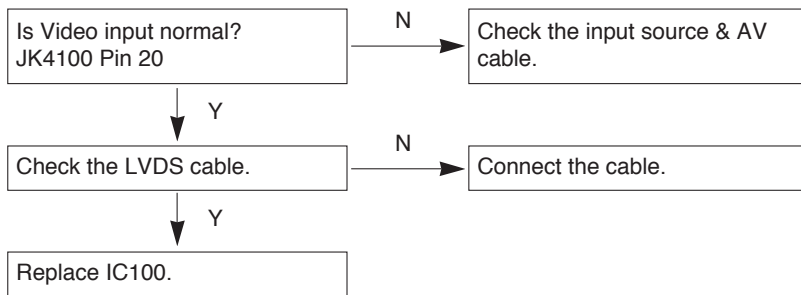 Is Video input normal?
JK4100 Pin 20
N
Check the input source & AV
cable.
Y
Check the LVDS cable.
N
Connect the cable.
Y
Replace IC100.